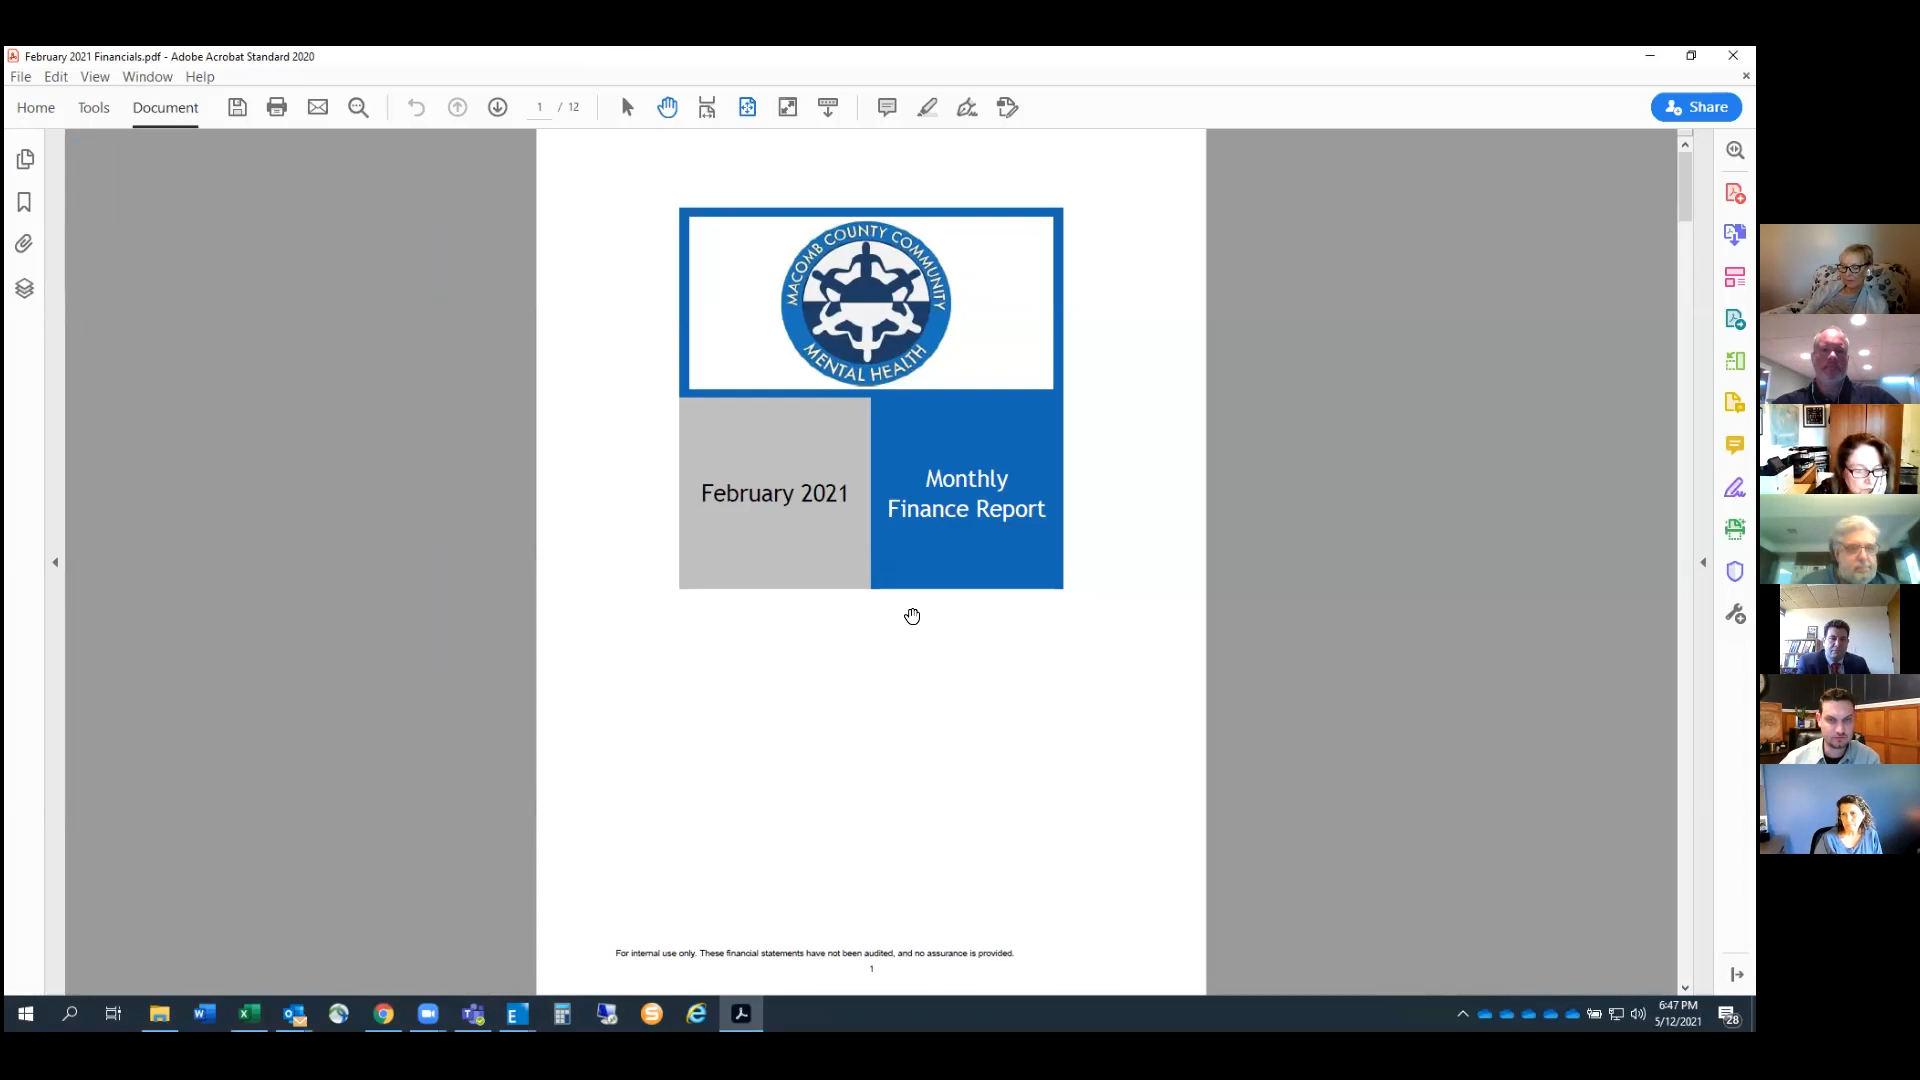 February 2021 Financials.pdf - Adobe Acrobat Standard 2020
File Edit View Window Help
Home Tools Document 1 / 12 Share
MACOMB COUNTY COMMUNITY
MENTAL HEALTH
February 2021
Monthly
Finance Report
For internal use only. These financial statements have not been audited, and no assurance is provided.
1
6:47 PM
5/12/2021
28